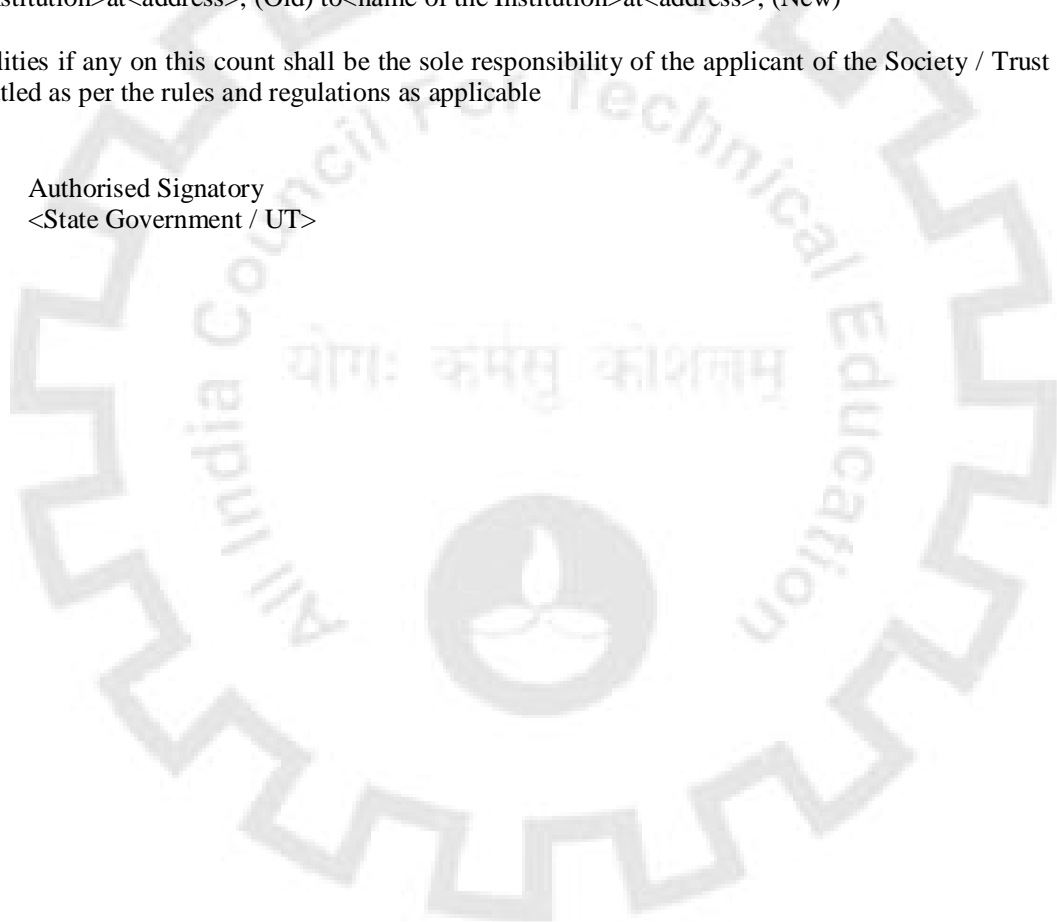 stitution>at<address>, (Old) to<name of the Institution>at<address>, (New)
lities if any on this count shall be the sole responsibility of the applicant of the Society / Trust
tled as per the rules and regulations as applicable
Authorised Signatory
<State Government / UT>
All India Council For Technical Education
योगः कर्मसु कौशलम्